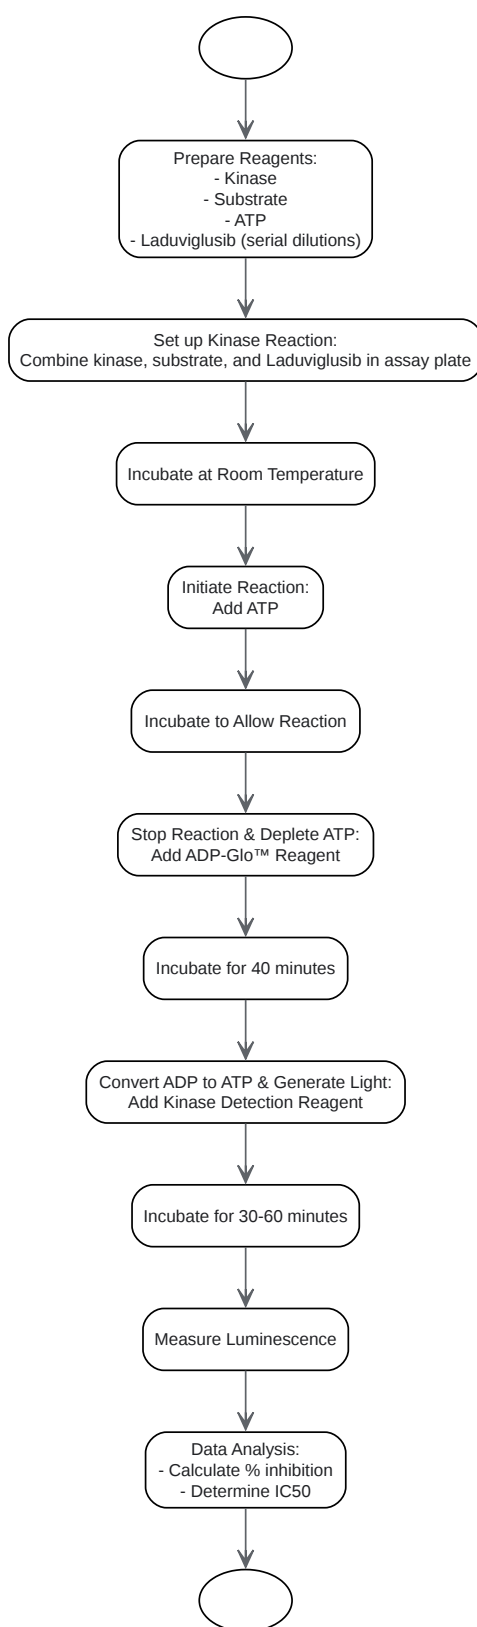 Prepare Reagents:
- Kinase
- Substrate
- ATP
- Laduviglusib (serial dilutions)
Set up Kinase Reaction:
Combine kinase, substrate, and Laduviglusib in assay plate
Incubate at Room Temperature
Initiate Reaction:
Add ATP
Incubate to Allow Reaction
Stop Reaction & Deplete ATP:
Add ADP-Glo™ Reagent
Incubate for 40 minutes
Convert ADP to ATP & Generate Light:
Add Kinase Detection Reagent
Incubate for 30-60 minutes
Measure Luminescence
Data Analysis:
- Calculate % inhibition
- Determine IC50